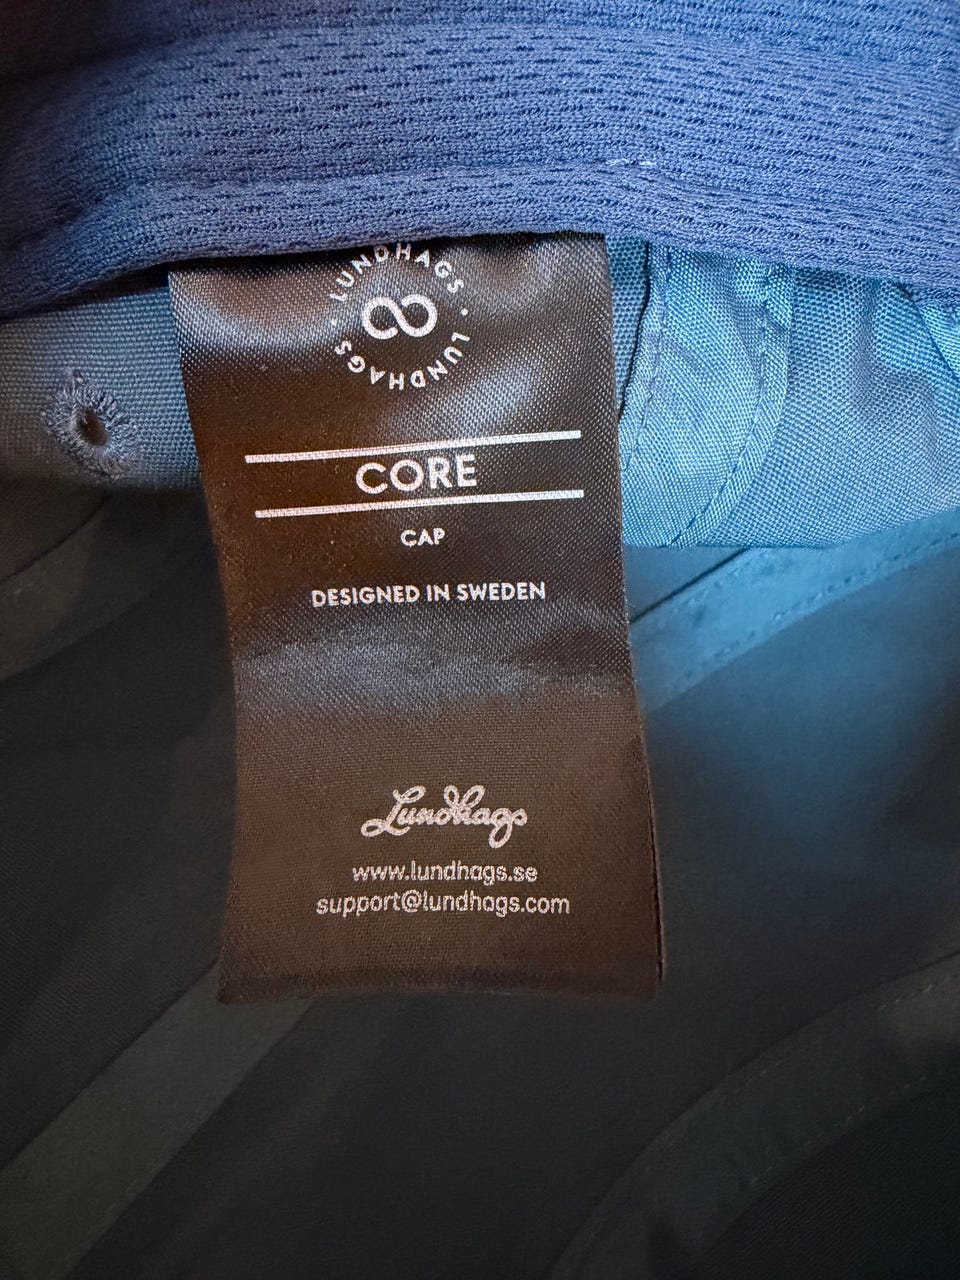 LUNDHAGS · LUNDHAGS ·
CORE
CAP
DESIGNED IN SWEDEN
Lundhags
www.lundhags.se
support@lundhags.com